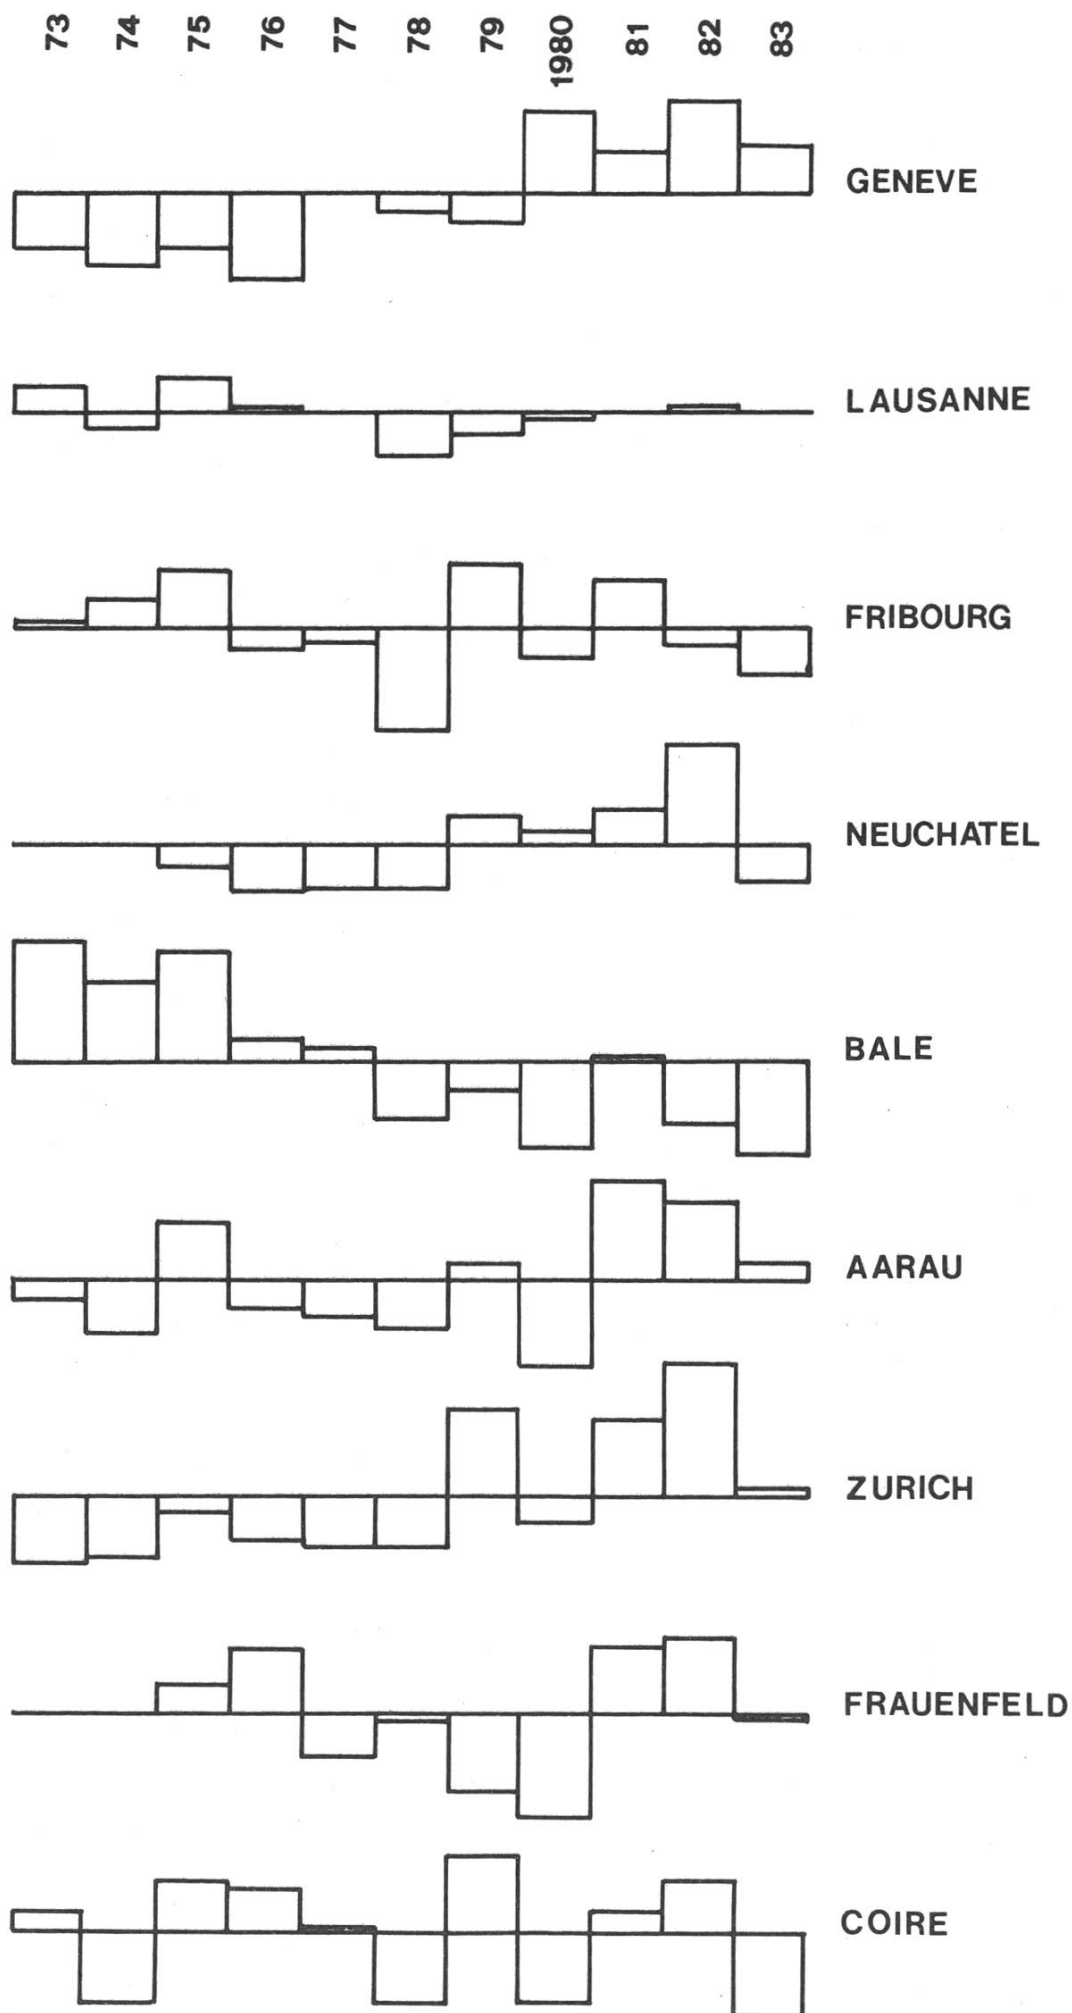 73 74 75 76 77 78 79 1980 81 82 83
GENEVE
LAUSANNE
FRIBOURG
NEUCHATEL
BALE
AARAU
ZURICH
FRAUENFELD
COIRE